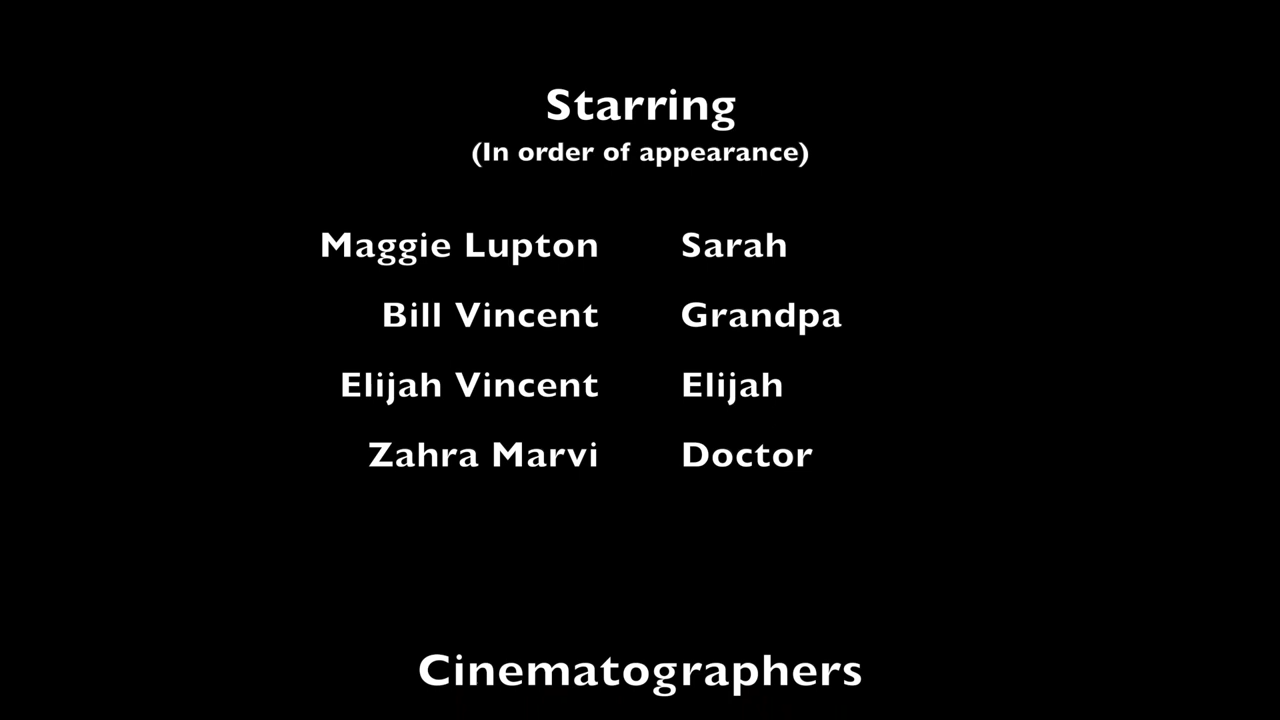 Starring
(In order of appearance)
Maggie Lupton Sarah
Bill Vincent Grandpa
Elijah Vincent Elijah
Zahra Marvi Doctor
Cinematographers